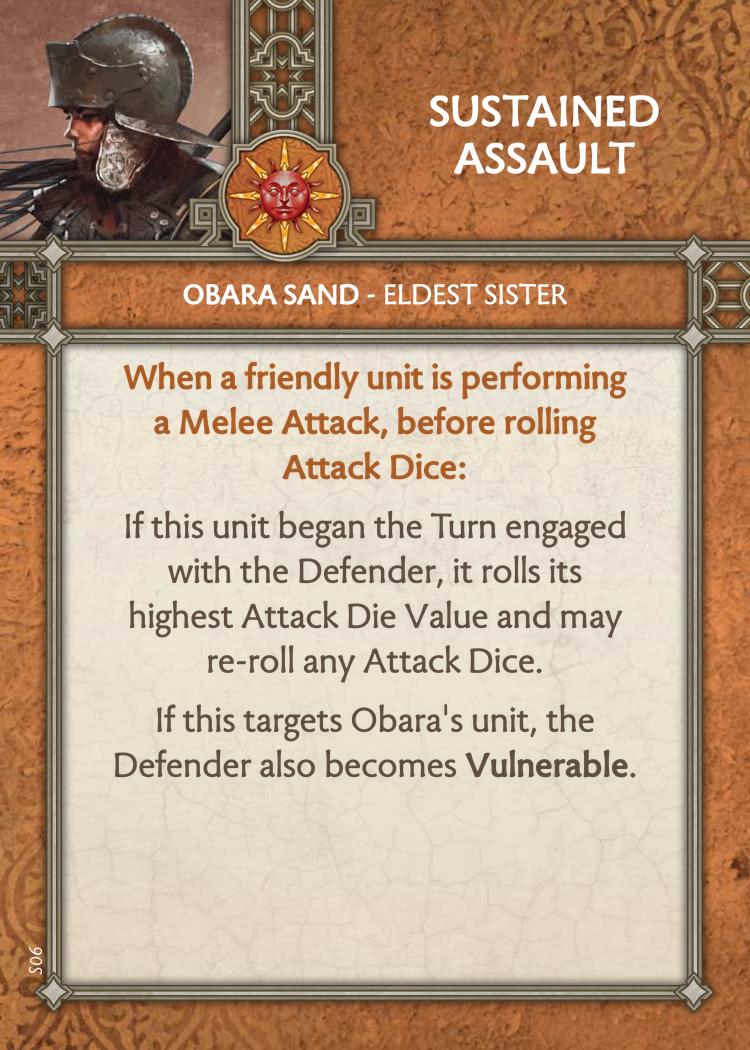 SUSTAINED
ASSAULT
OBARA SAND - ELDEST SISTER
When a friendly unit is performing
a Melee Attack, before rolling
Attack Dice:
If this unit began the Turn engaged
with the Defender, it rolls its
highest Attack Die Value and may
re-roll any Attack Dice.
If this targets Obara's unit, the
Defender also becomes Vulnerable.
S06